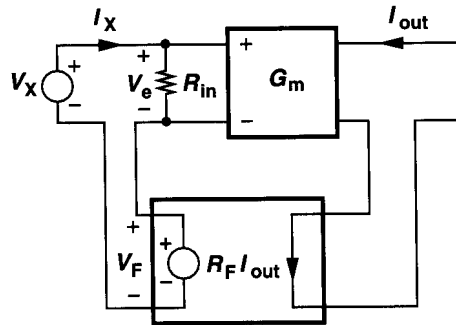 I_X
I_out
V_X
+
−
+
V_e
−
R_in
+
−
G_m
+
V_F
−
+
−
R_F I_out